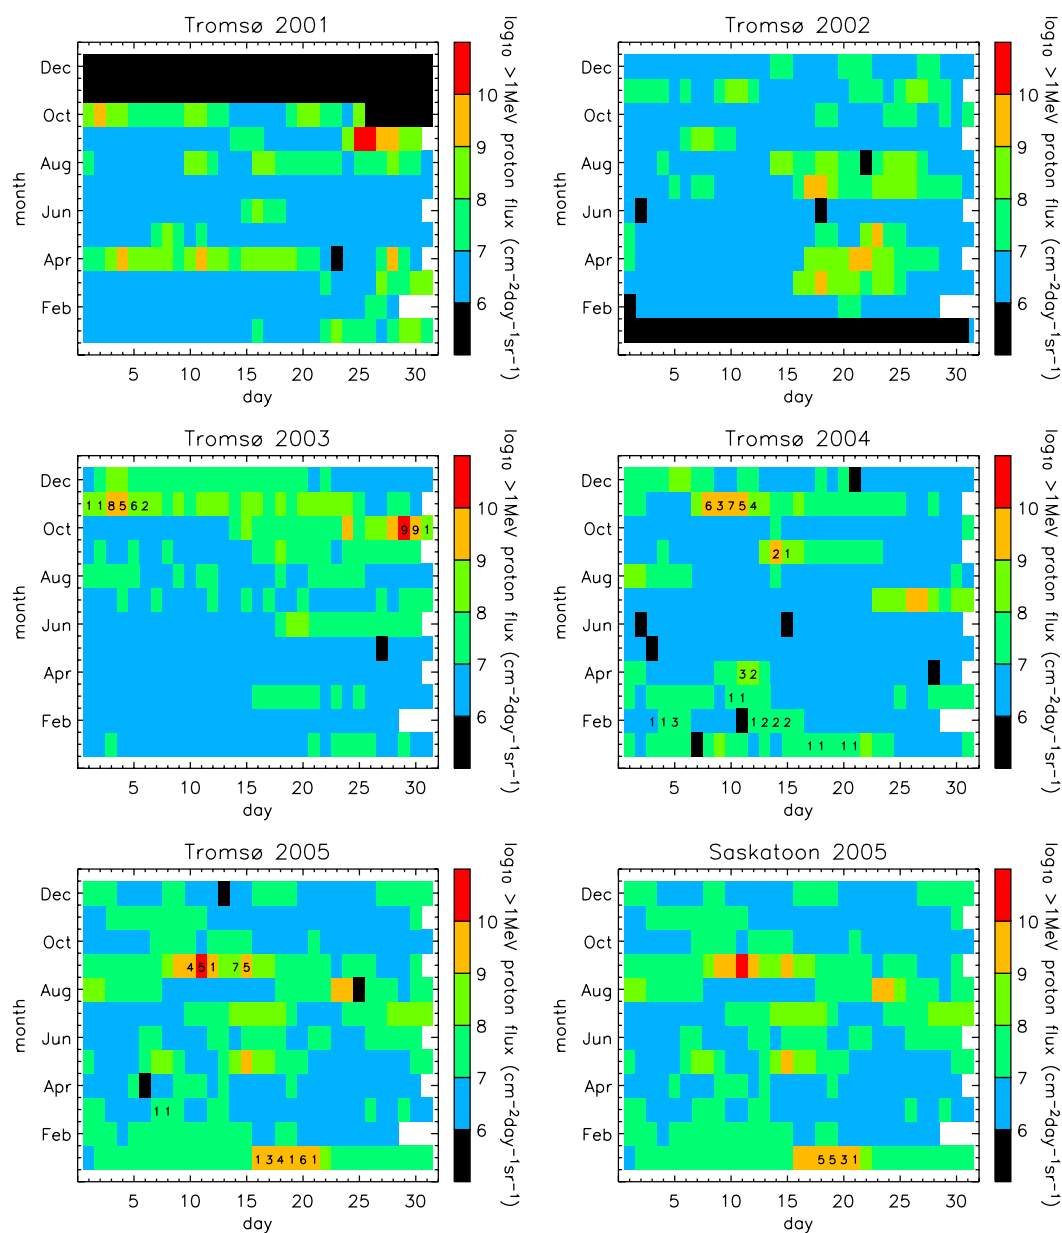 Tromsø 2001
Dec
Oct
Aug
Jun
Apr
Feb
month
5 10 15 20 25 30
day
10
9
8
7
6
log₁₀ >1MeV proton flux (cm⁻²day⁻¹sr⁻¹)
Tromsø 2002
Dec
Oct
Aug
Jun
Apr
Feb
month
5 10 15 20 25 30
day
10
9
8
7
6
log₁₀ >1MeV proton flux (cm⁻²day⁻¹sr⁻¹)
Tromsø 2003
Dec
1 1 8 5 6 2
Oct
9 9 1
Aug
Jun
Apr
Feb
month
5 10 15 20 25 30
day
10
9
8
7
6
log₁₀ >1MeV proton flux (cm⁻²day⁻¹sr⁻¹)
Tromsø 2004
Dec
6 3 7 5 4
Oct
2 1
Aug
Jun
Apr
3 2
1 1
Feb
1 1 3 1 2 2 2
1 1 1 1
month
5 10 15 20 25 30
day
10
9
8
7
6
log₁₀ >1MeV proton flux (cm⁻²day⁻¹sr⁻¹)
Tromsø 2005
Dec
Oct
4 5 1 7 5
Aug
Jun
Apr
1 1
Feb
1 3 4 1 6 1
month
5 10 15 20 25 30
day
10
9
8
7
6
log₁₀ >1MeV proton flux (cm⁻²day⁻¹sr⁻¹)
Saskatoon 2005
Dec
Oct
Aug
Jun
Apr
Feb
5 5 3 1
month
5 10 15 20 25 30
day
10
9
8
7
6
log₁₀ >1MeV proton flux (cm⁻²day⁻¹sr⁻¹)